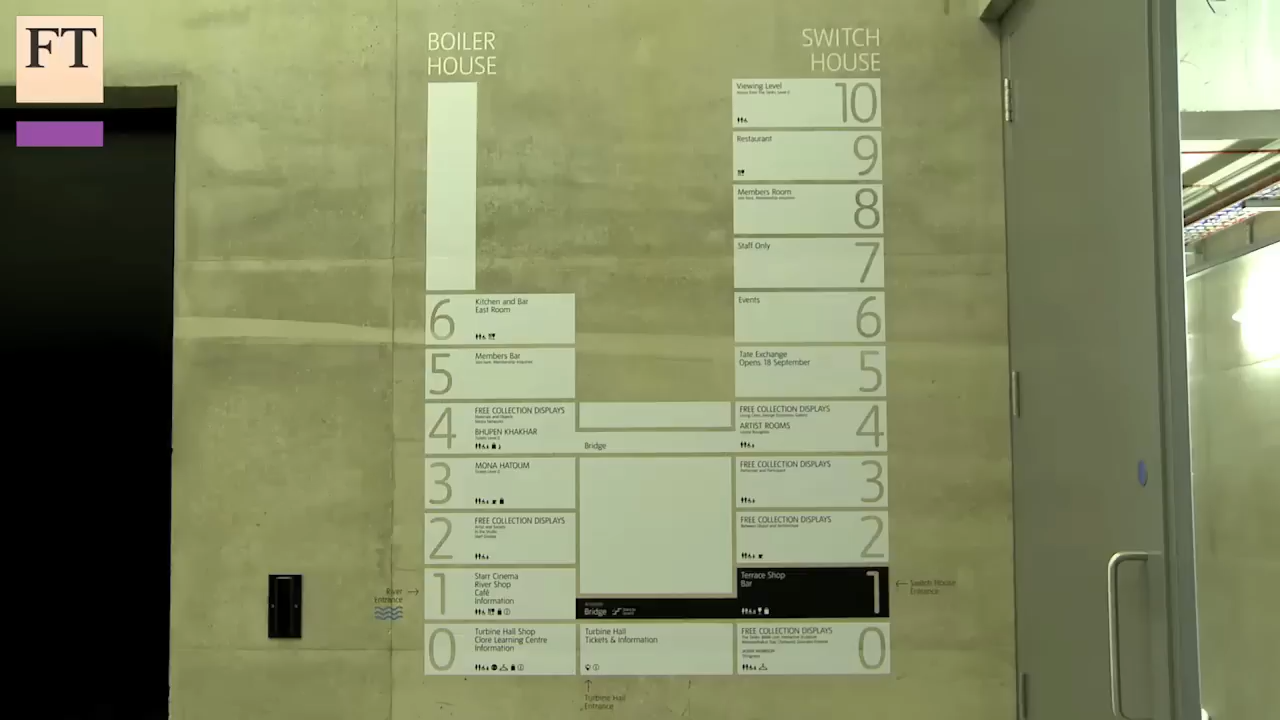 FT
BOILER
HOUSE
SWITCH
HOUSE
Viewing Level
10
Restaurant
9
Members Room
8
Staff Only
7
6
Kitchen and Bar
East Room
Events
6
5
Members Bar
Tate Exchange
Opens 18 September
5
4
FREE COLLECTION DISPLAYS
BHUPEN KHAKHAR
Bridge
FREE COLLECTION DISPLAYS
ARTIST ROOMS
4
3
MONA HATOUM
FREE COLLECTION DISPLAYS
3
2
FREE COLLECTION DISPLAYS
FREE COLLECTION DISPLAYS
2
River
Entrance
1
Starr Cinema
River Shop
Café
Information
Bridge
Terrace Shop
Bar
1
Switch House
Entrance
0
Turbine Hall Shop
Clore Learning Centre
Information
Turbine Hall
Tickets & Information
FREE COLLECTION DISPLAYS
0
Turbine Hall
Entrance